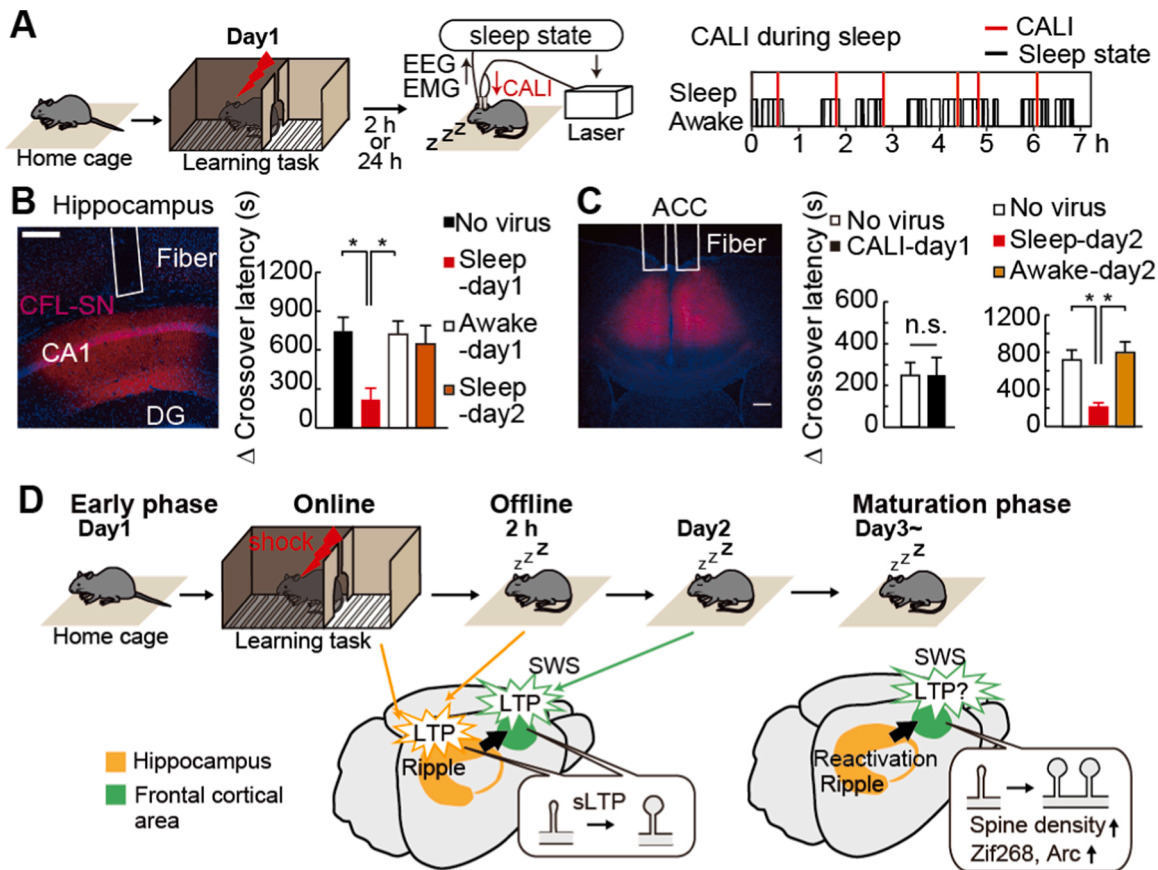 A
Day1
Home cage
Learning task
2 h
or
24 h
sleep state
EEG
EMG
CALI
zzz
Laser
CALI during sleep
CALI
Sleep state
Sleep
Awake
0 1 2 3 4 5 6 7 h
B
Hippocampus
Fiber
CFL-SN
CA1
DG
Δ Crossover latency (s)
1200
900
600
300
0
* *
No virus
Sleep
-day1
Awake
-day1
Sleep
-day2
C
ACC
Fiber
Δ Crossover latency (s)
No virus
CALI-day1
600
400
200
0
n.s.
No virus
Sleep-day2
Awake-day2
1200
800
400
0
* *
D
Early phase
Day1
Home cage
Online
shock
Learning task
Offline
2 h
zzz
Day2
zzz
Maturation phase
Day3~
zzz
Hippocampus
Frontal cortical
area
SWS
LTP
LTP
Ripple
sLTP
SWS
LTP?
Reactivation
Ripple
Spine density↑
Zif268, Arc↑